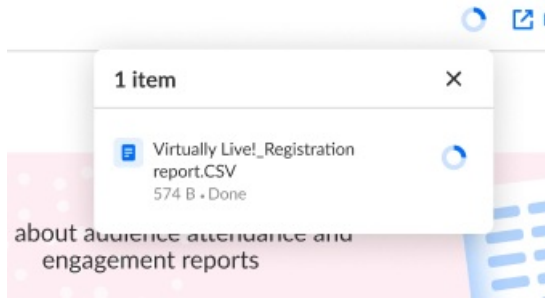 1 item
Virtually Live!_Registration
report.CSV
574 B • Done
about audience attendance and
engagement reports